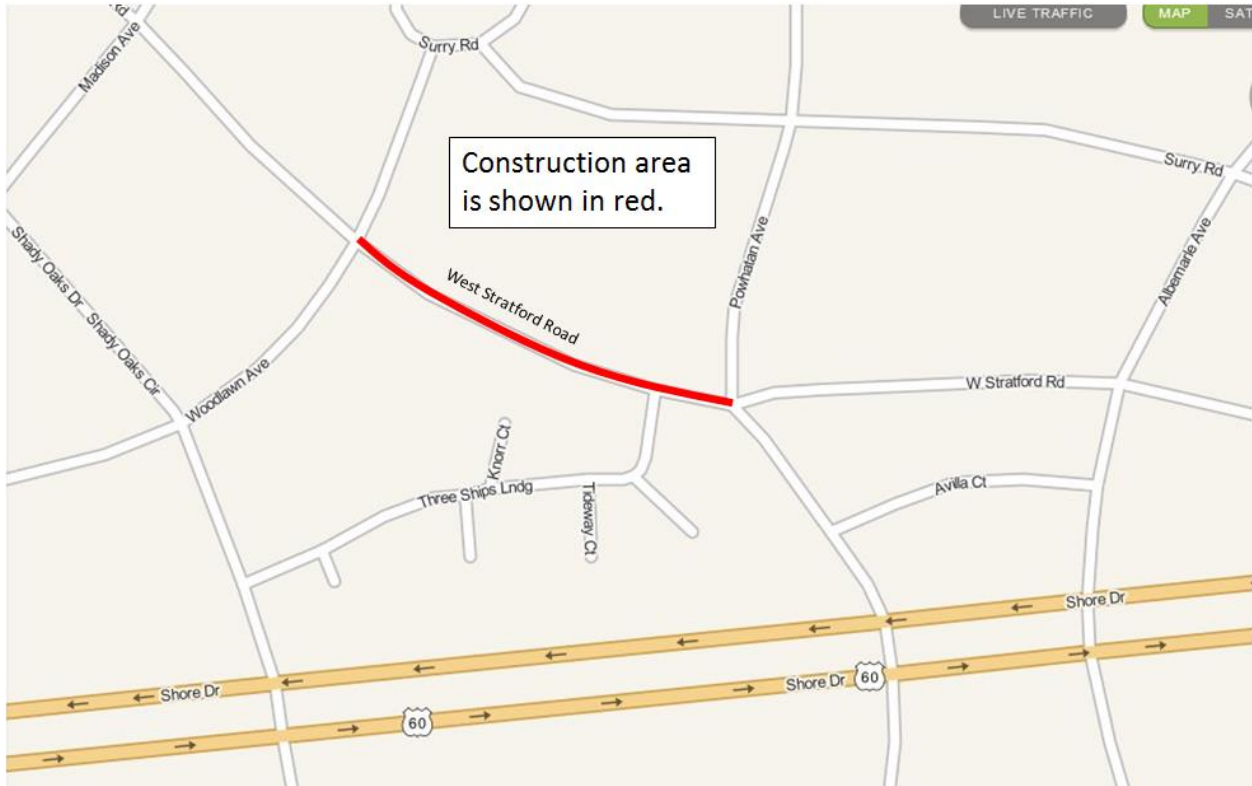 LIVE TRAFFIC
MAP
Rd
Madison Ave
Surry Rd
Construction area
is shown in red.
Surry Rd
Powhatan Ave
Albemarle Ave
Shady Oaks Dr
Shady Oaks Cir
West Stratford Road
Woodlawn Ave
W Stratford Rd
Knorr Ct
Three Ships Lndg
Tideway Ct
Avilla Ct
Shore Dr
Shore Dr
60
Shore Dr
60